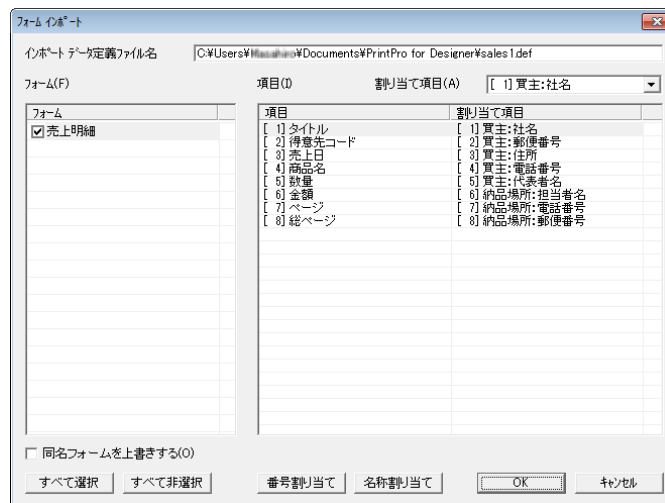 フォーム インポート
インポート データ定義ファイル名 C:¥Users¥ ¥Documents¥PrintPro for Designer¥sales1.def
フォーム(F) 項目(I) 割り当て項目(A) [ 1]買主:社名
フォーム 項目 割り当て項目
売上明細 [ 1]タイトル [ 1]買主:社名
[ 2]得意先コード [ 2]買主:郵便番号
[ 3]売上日 [ 3]買主:住所
[ 4]商品名 [ 4]買主:電話番号
[ 5]数量 [ 5]買主:代表者名
[ 6]金額 [ 6]納品場所:担当者名
[ 7]ページ [ 7]納品場所:電話番号
[ 8]総ページ [ 8]納品場所:郵便番号
同名フォームを上書きする(O)
すべて選択 すべて非選択 番号割り当て 名称割り当て OK キャンセル